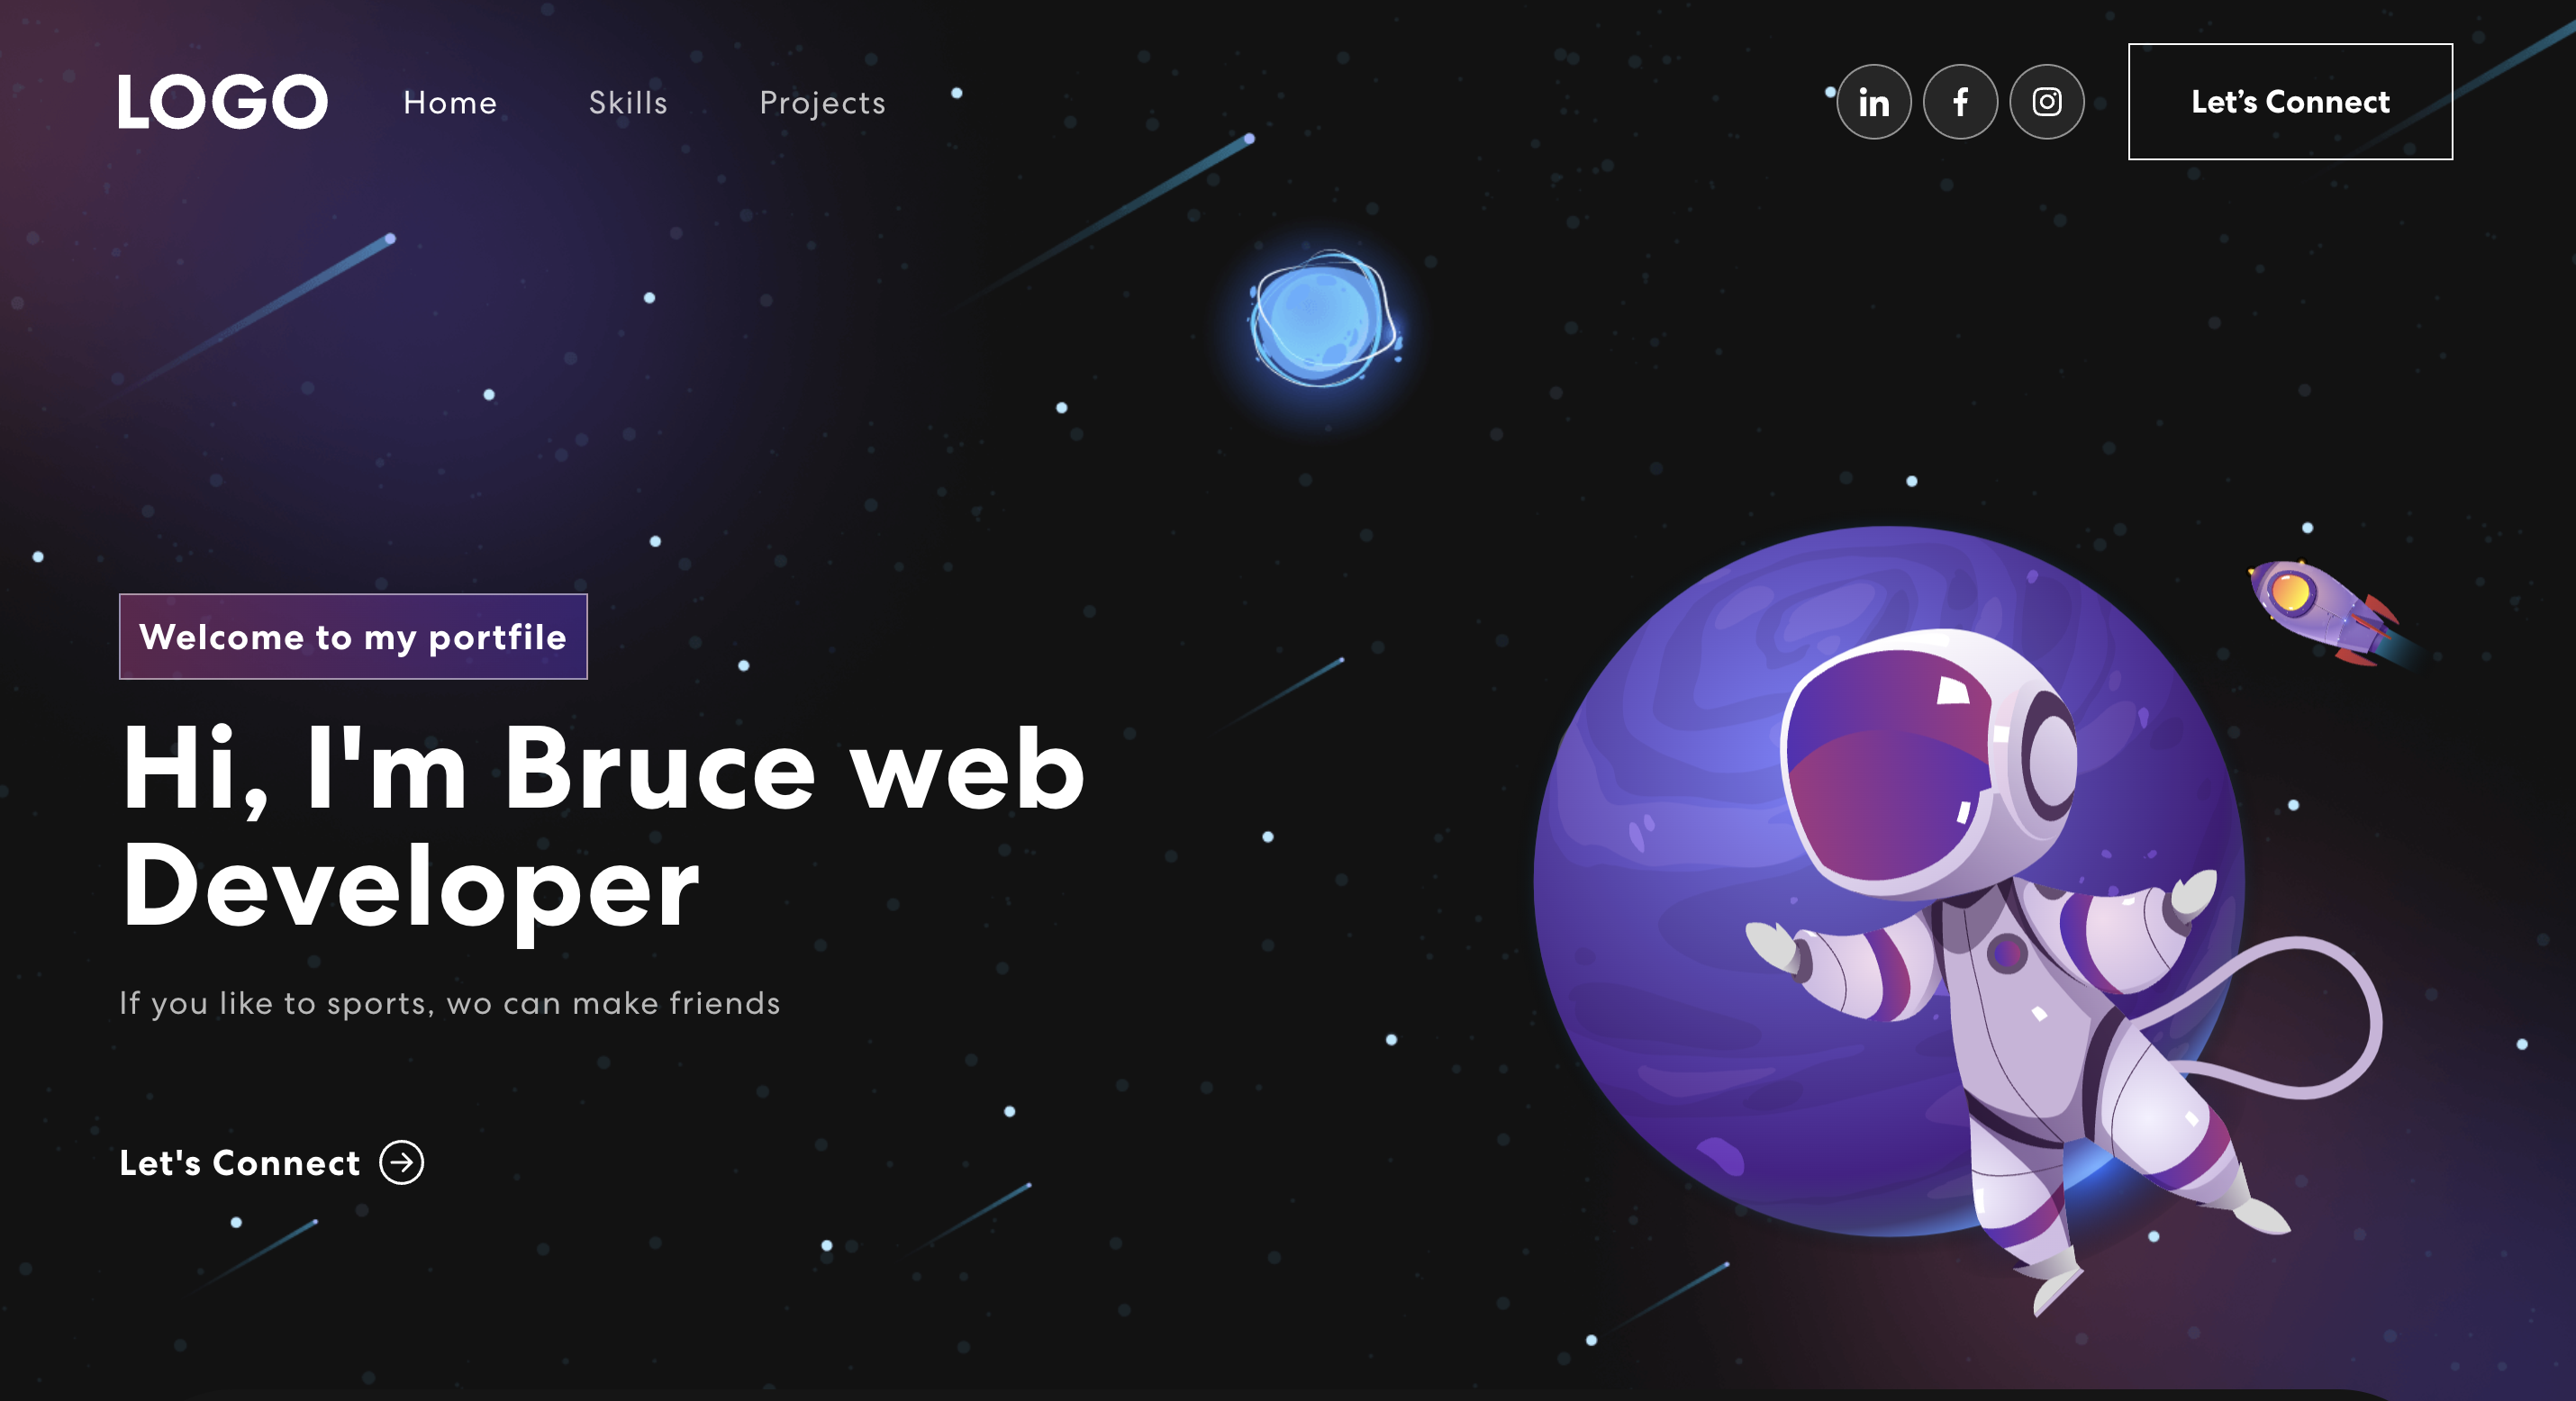 LOGO
Home
Skills
Projects
in
f
Let’s Connect
Welcome to my portfile
Hi, I'm Bruce web
Developer
If you like to sports, wo can make friends
Let's Connect